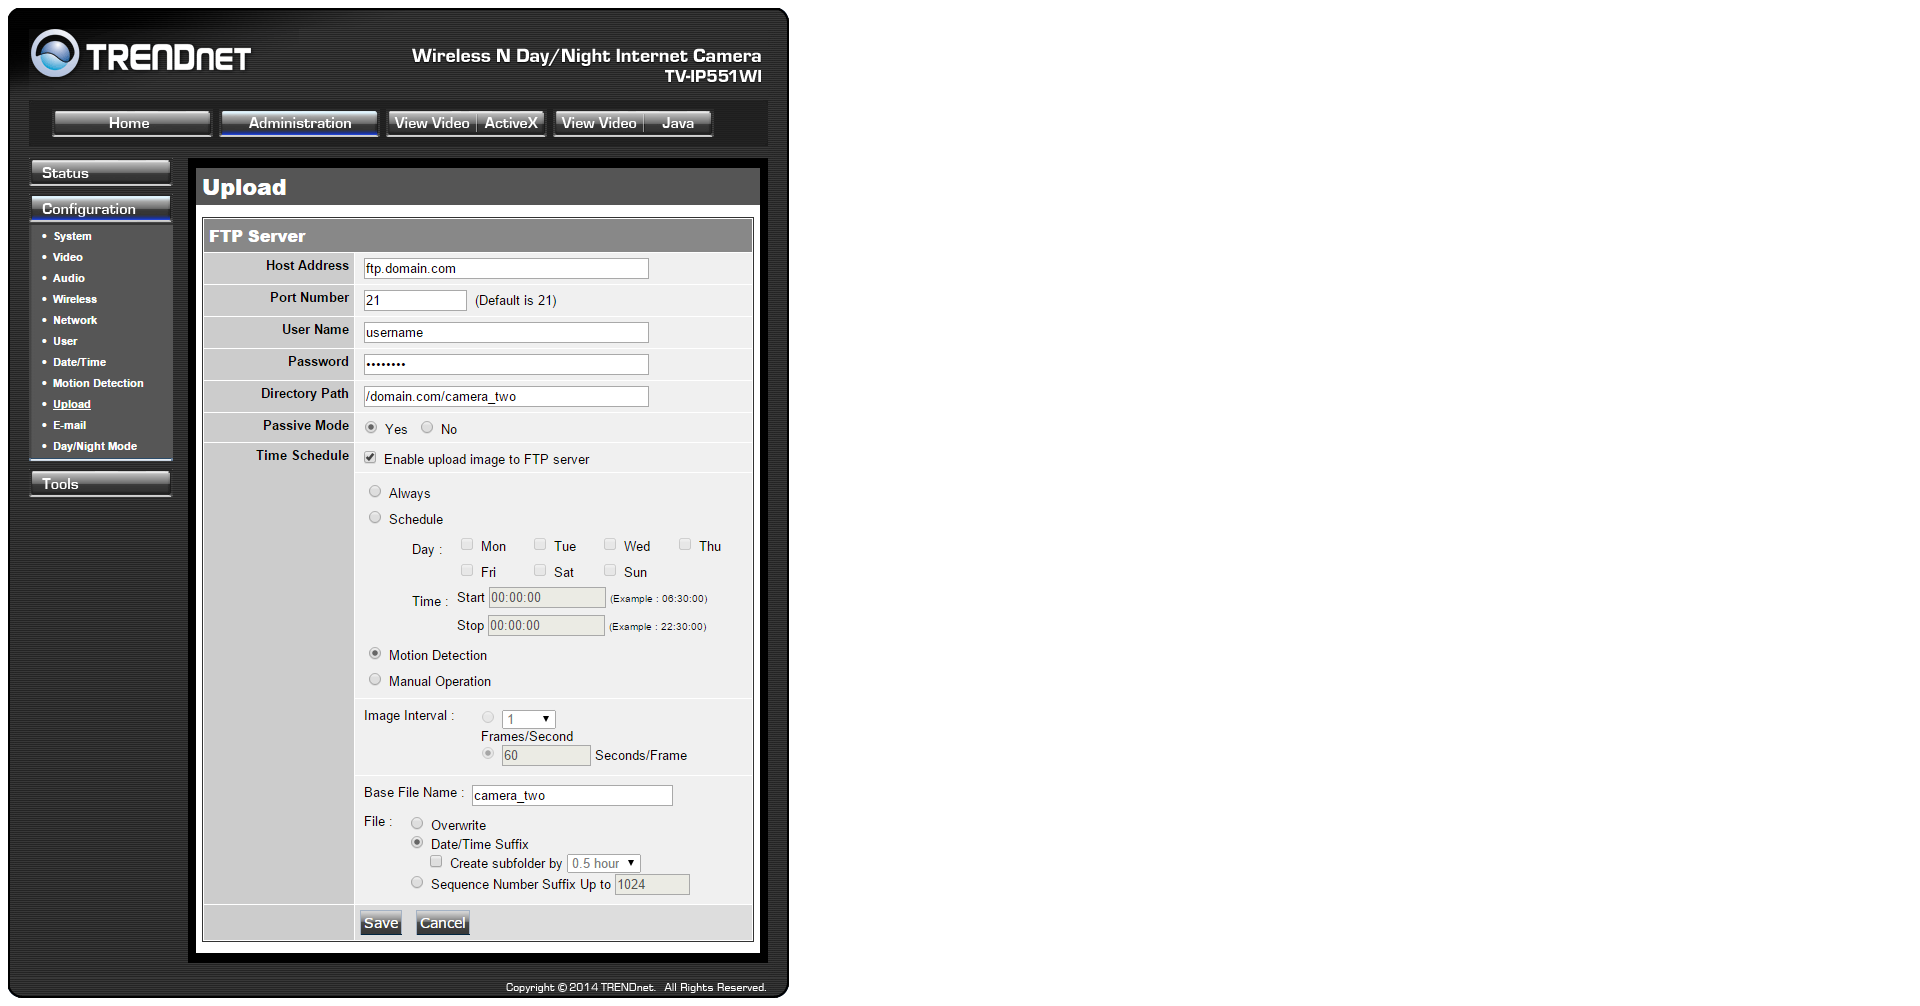 TRENDNET
Wireless N Day/Night Internet Camera
TV-IP551WI
Home
Administration
View Video ActiveX
View Video Java
Status
Configuration
• System
• Video
• Audio
• Wireless
• Network
• User
• Date/Time
• Motion Detection
• Upload
• E-mail
• Day/Night Mode
Tools
Upload
FTP Server
Host Address ftp.domain.com
Port Number 21 (Default is 21)
User Name username
Password ••••••••
Directory Path /domain.com/camera_two
Passive Mode Yes No
Time Schedule Enable upload image to FTP server
Always
Schedule
Day : Mon Tue Wed Thu
Fri Sat Sun
Time : Start 00:00:00 (Example : 06:30:00)
Stop 00:00:00 (Example : 22:30:00)
Motion Detection
Manual Operation
Image Interval : 1
Frames/Second
60 Seconds/Frame
Base File Name : camera_two
File : Overwrite
Date/Time Suffix
Create subfolder by 0.5 hour
Sequence Number Suffix Up to 1024
Save Cancel
Copyright © 2014 TRENDnet. All Rights Reserved.